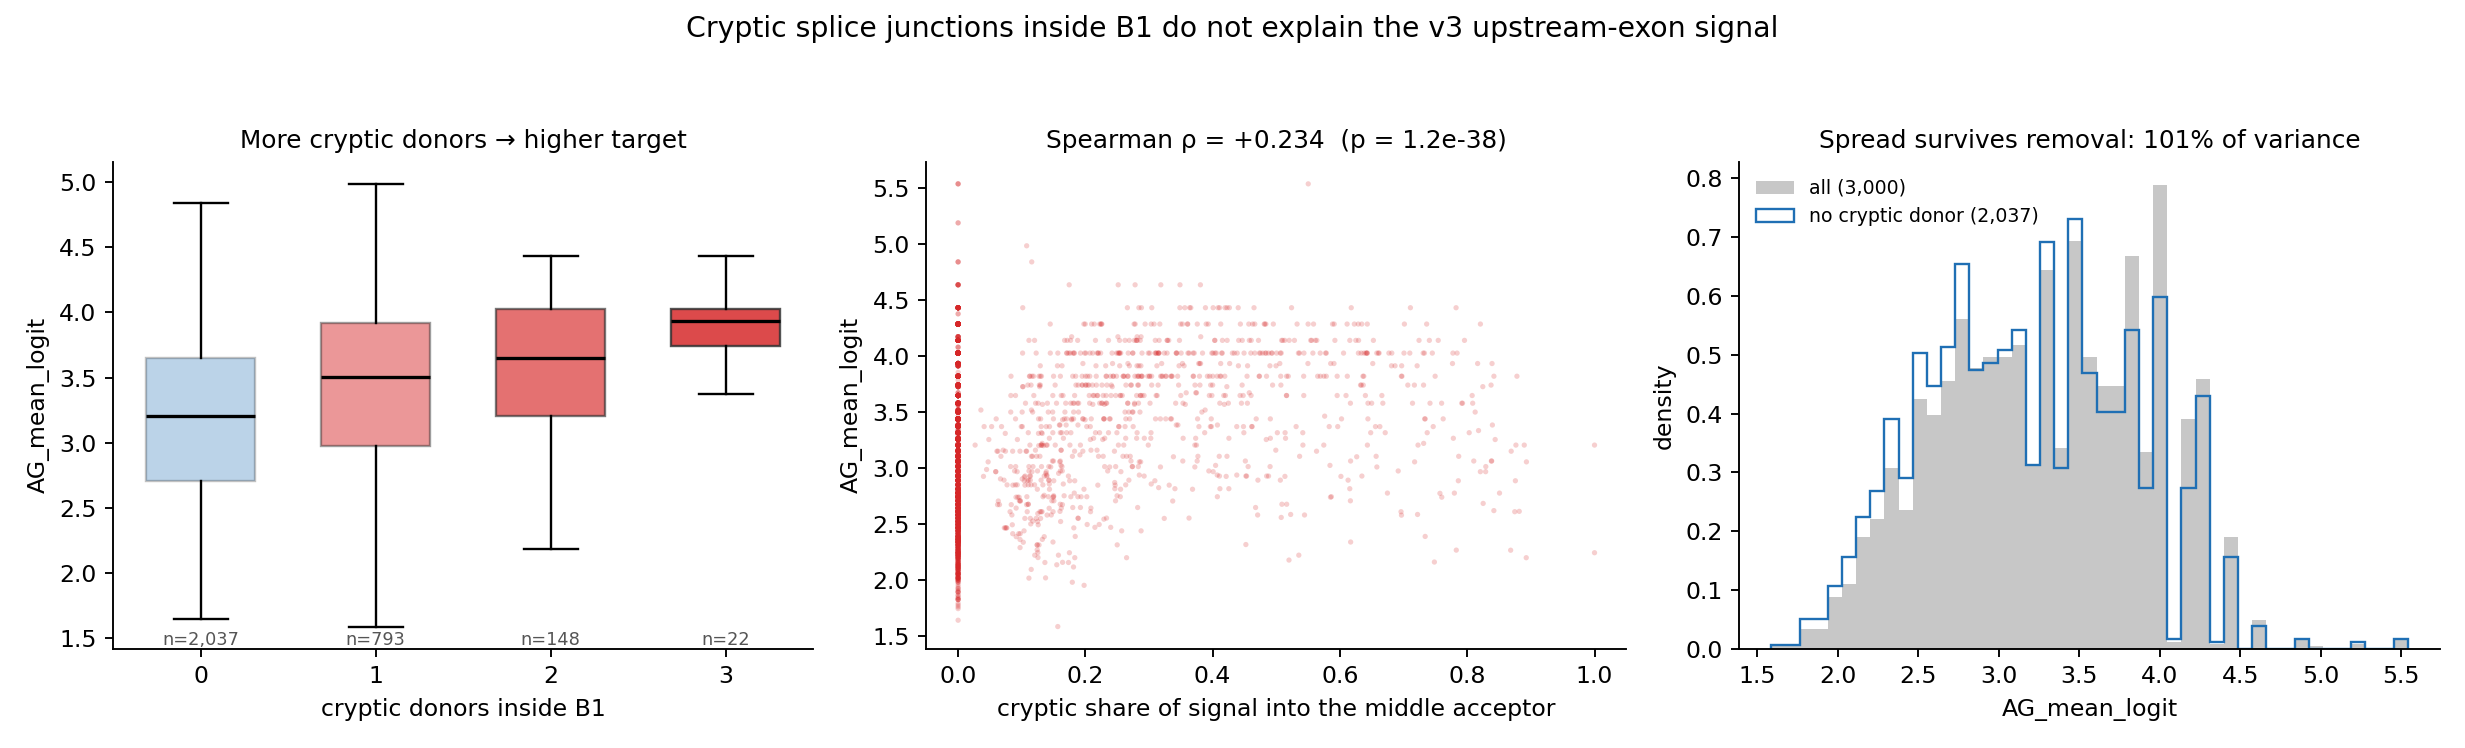 Cryptic splice junctions inside B1 do not explain the v3 upstream-exon signal
More cryptic donors → higher target
AG_mean_logit
5.0
4.5
4.0
3.5
3.0
2.5
2.0
1.5
n=2,037
n=793
n=148
n=22
0
1
2
3
cryptic donors inside B1
Spearman ρ = +0.234 (p = 1.2e-38)
AG_mean_logit
5.5
5.0
4.5
4.0
3.5
3.0
2.5
2.0
1.5
0.0
0.2
0.4
0.6
0.8
1.0
cryptic share of signal into the middle acceptor
Spread survives removal: 101% of variance
all (3,000)
no cryptic donor (2,037)
density
0.8
0.7
0.6
0.5
0.4
0.3
0.2
0.1
0.0
1.5
2.0
2.5
3.0
3.5
4.0
4.5
5.0
5.5
AG_mean_logit